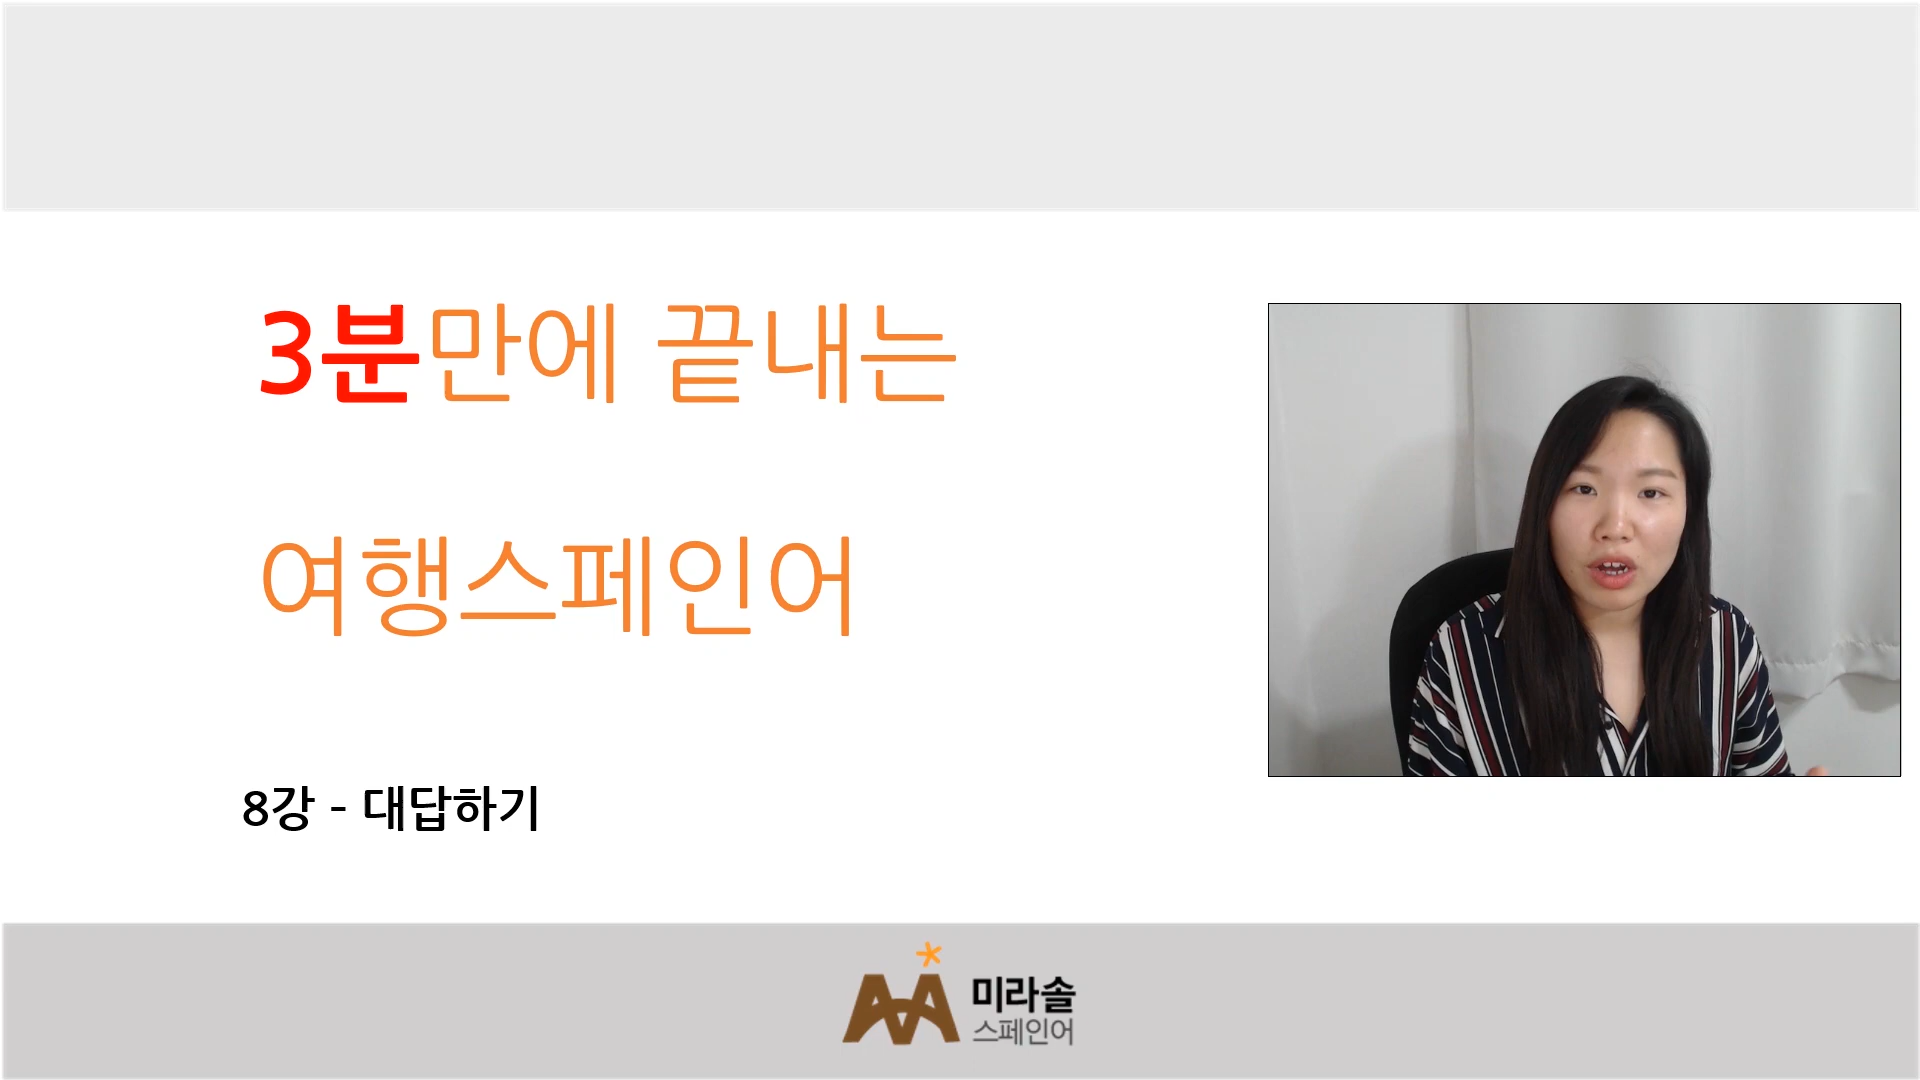 3분만에 끝내는
여행스페인어
8강 - 대답하기
미라솔
스페인어